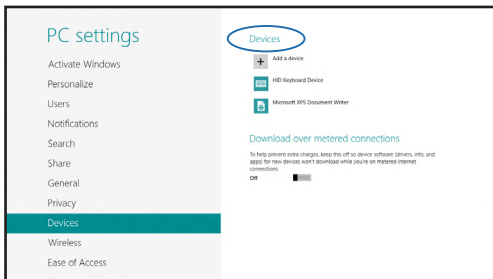 PC settings
Activate Windows
Personalize
Users
Notifications
Search
Share
General
Privacy
Devices
Wireless
Ease of Access
Devices
Add a device
HID Keyboard Device
Microsoft XPS Document Writer
Download over metered connections
To help prevent extra charges, keep this off so device software (drivers, info, and
apps) for new devices won't download while you're on metered Internet
connections.
Off